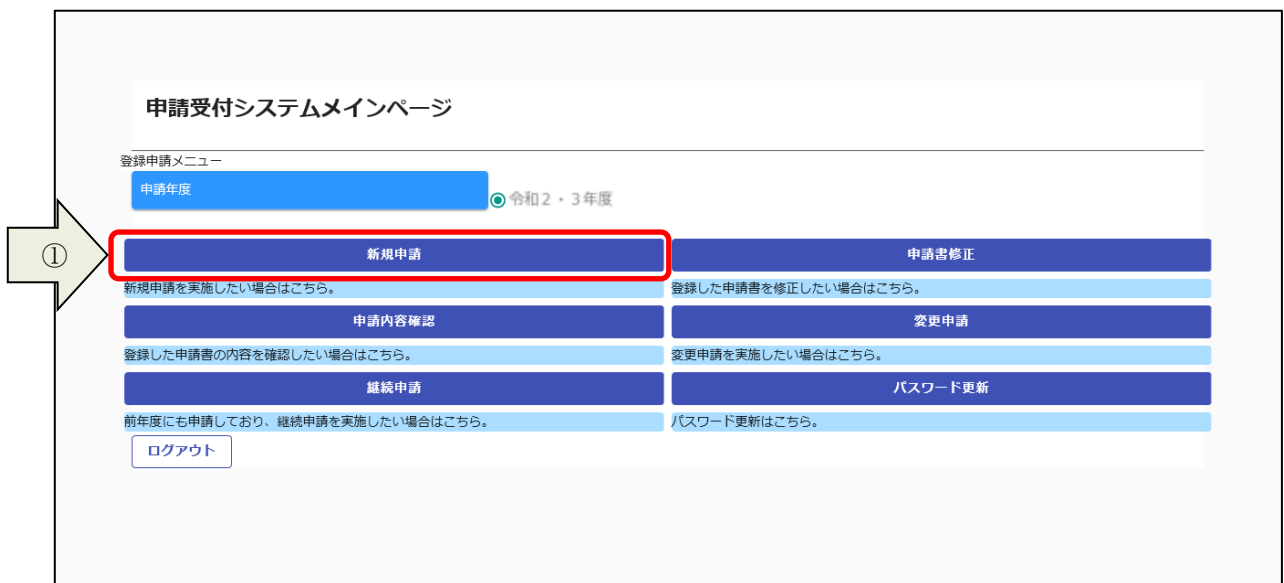 申請受付システムメインページ
登録申請メニュー
申請年度
令和2・3年度
①
新規申請
申請書修正
新規申請を実施したい場合はこちら。
登録した申請書を修正したい場合はこちら。
申請内容確認
変更申請
登録した申請書の内容を確認したい場合はこちら。
変更申請を実施したい場合はこちら。
継続申請
パスワード更新
前年度にも申請しており、継続申請を実施したい場合はこちら。
パスワード更新はこちら。
ログアウト